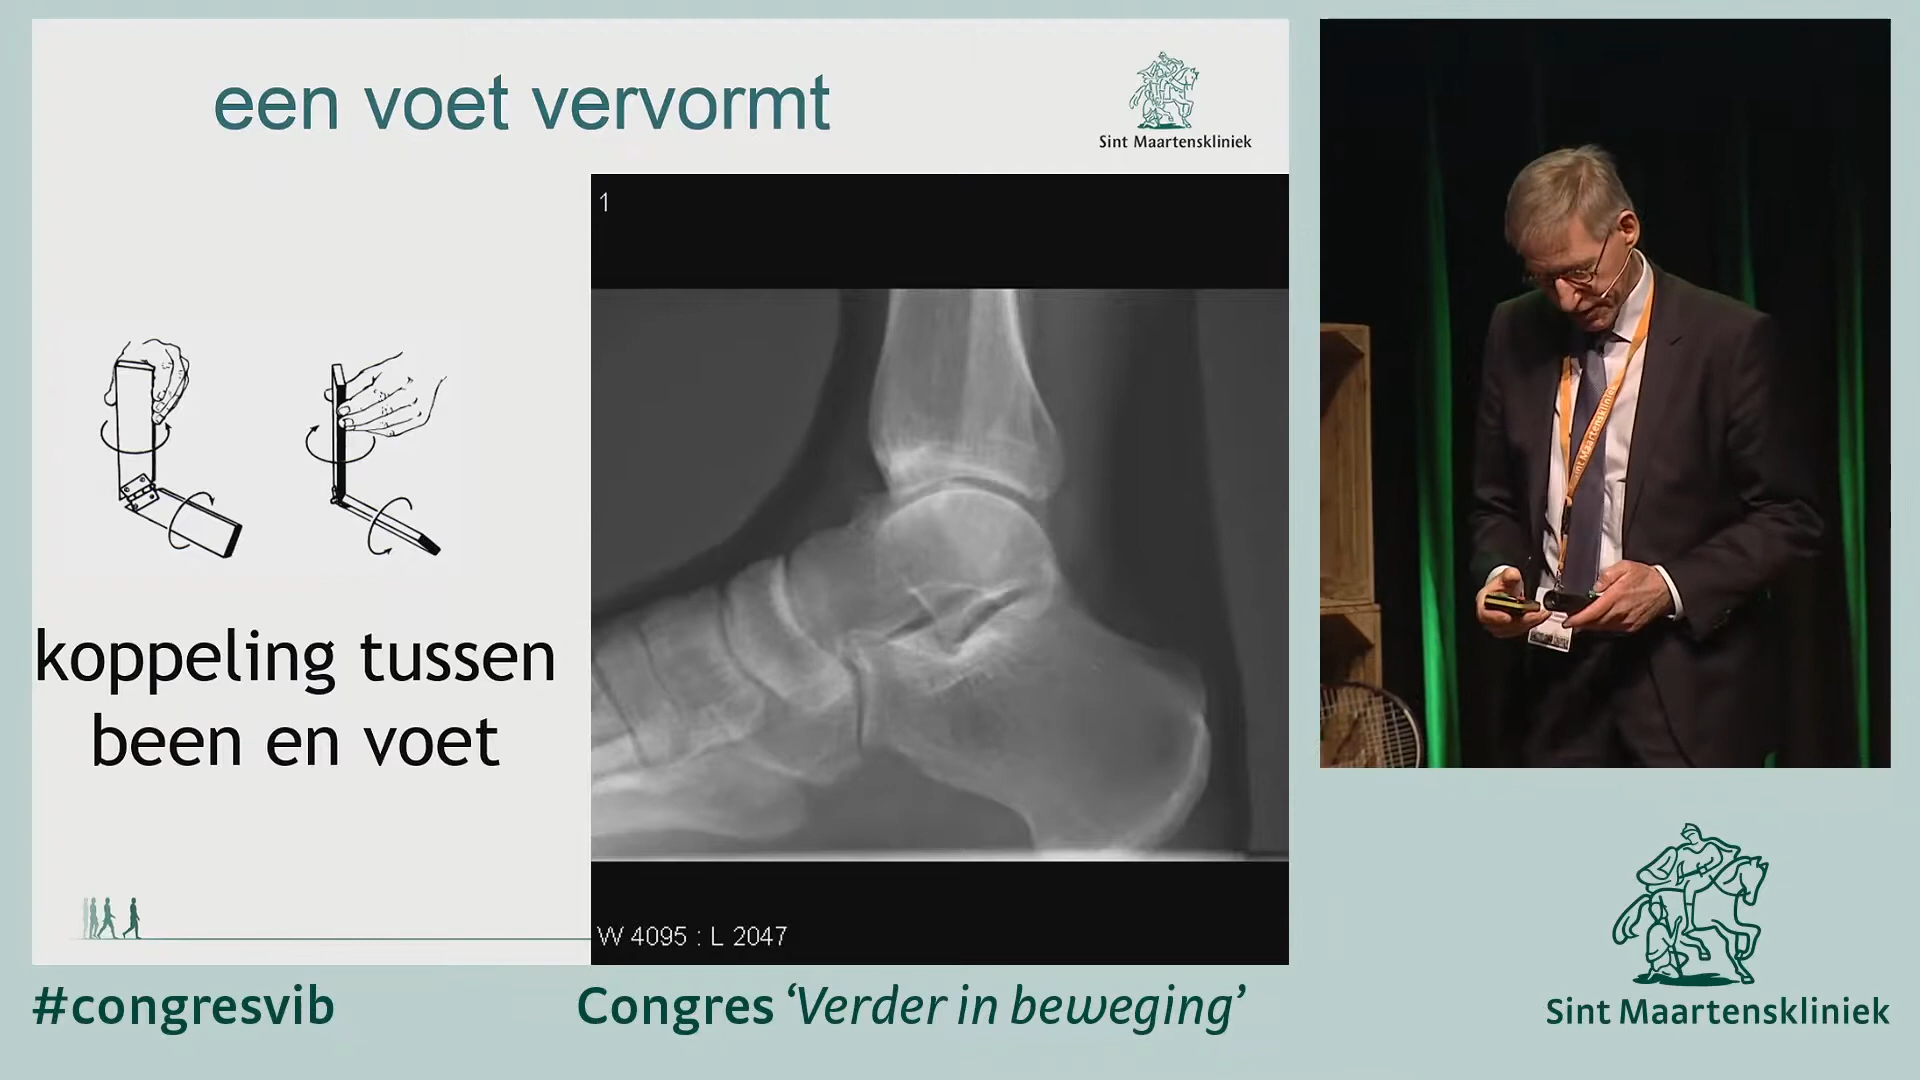 een voet vervormt
Sint Maartenskliniek
1
koppeling tussen
been en voet
W 4095 : L 2047
#congresvib
Congres ‘Verder in beweging’
Sint Maartenskliniek